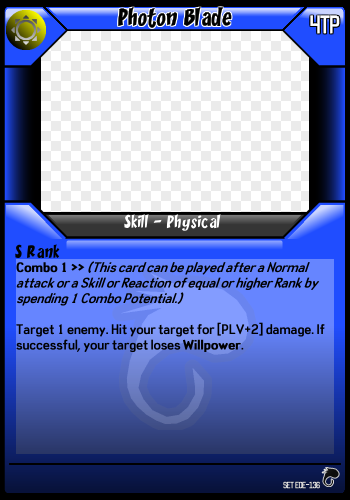 Photon Blade
4TP
Skill - Physical
S Rank
Combo 1 >> (This card can be played after a Normal
attack or a Skill or Reaction of equal or higher Rank by
spending 1 Combo Potential.)
Target 1 enemy. Hit your target for [PLV+2] damage. If
successful, your target loses Willpower.
SET EDE-136